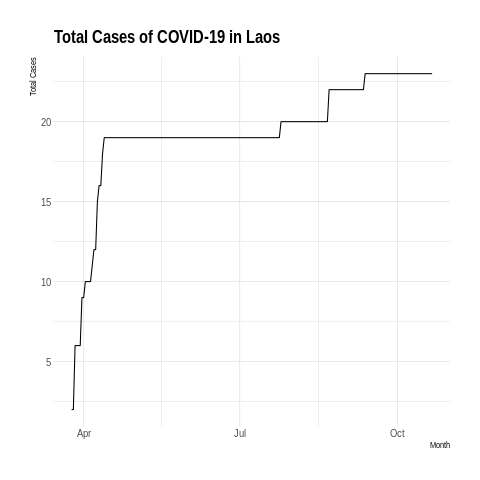 Total Cases of COVID-19 in Laos
Total Cases
20
15
10
5
Apr
Jul
Oct
Month